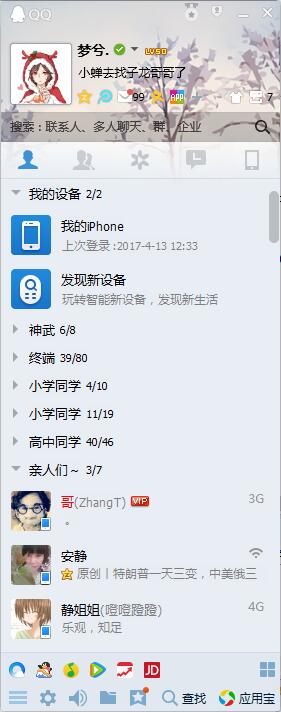 QQ
梦兮.
LV50
小蝉去找子龙哥哥了
99
APP
7
搜索：联系人、多人聊天、群、企业
我的设备 2/2
我的iPhone
上次登录 :2017-4-13 12:33
发现新设备
玩转智能新设备，发现新生活
神武 6/8
终端 39/80
小学同学 4/10
小学同学 11/19
高中同学 40/46
亲人们～ 3/7
哥(ZhangT) VIP
3G
。
安静
原创丨特朗普一天三变，中美俄三
静姐姐(噔噔蹬蹬)
4G
乐观，知足
JD
查找
应用宝